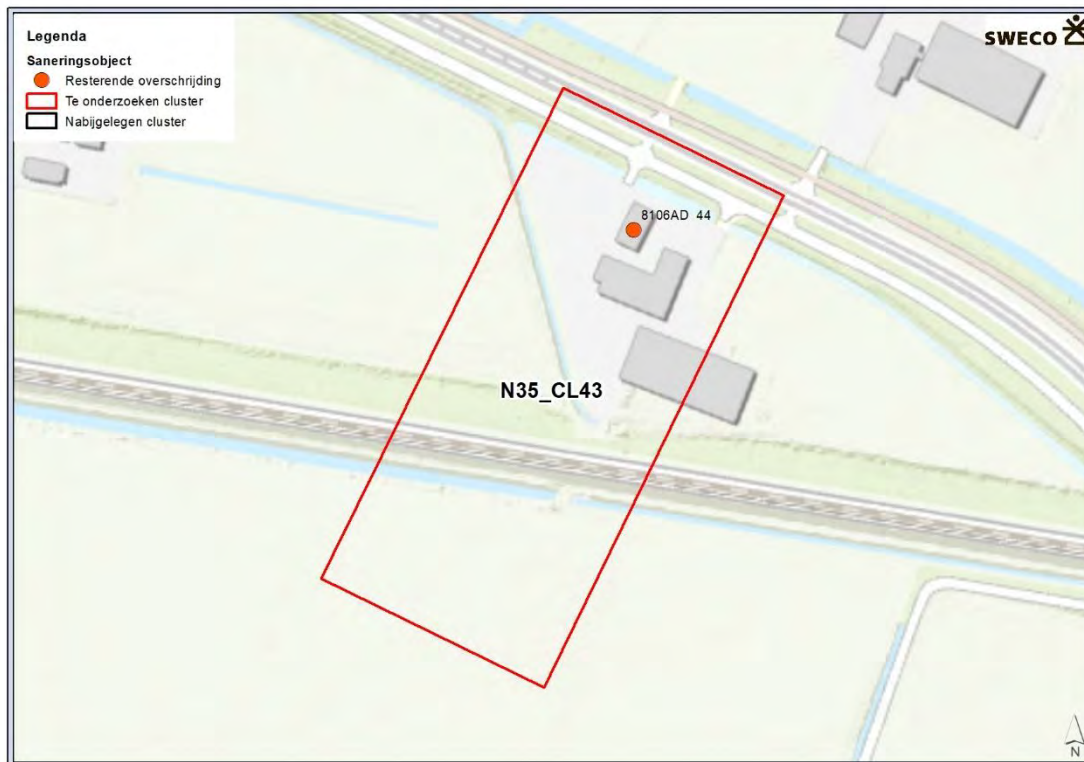 Legenda
Saneringsobject
Resterende overschrijding
Te onderzoeken cluster
Nabijgelegen cluster
SWECO
8106AD 44
N35_CL43
N